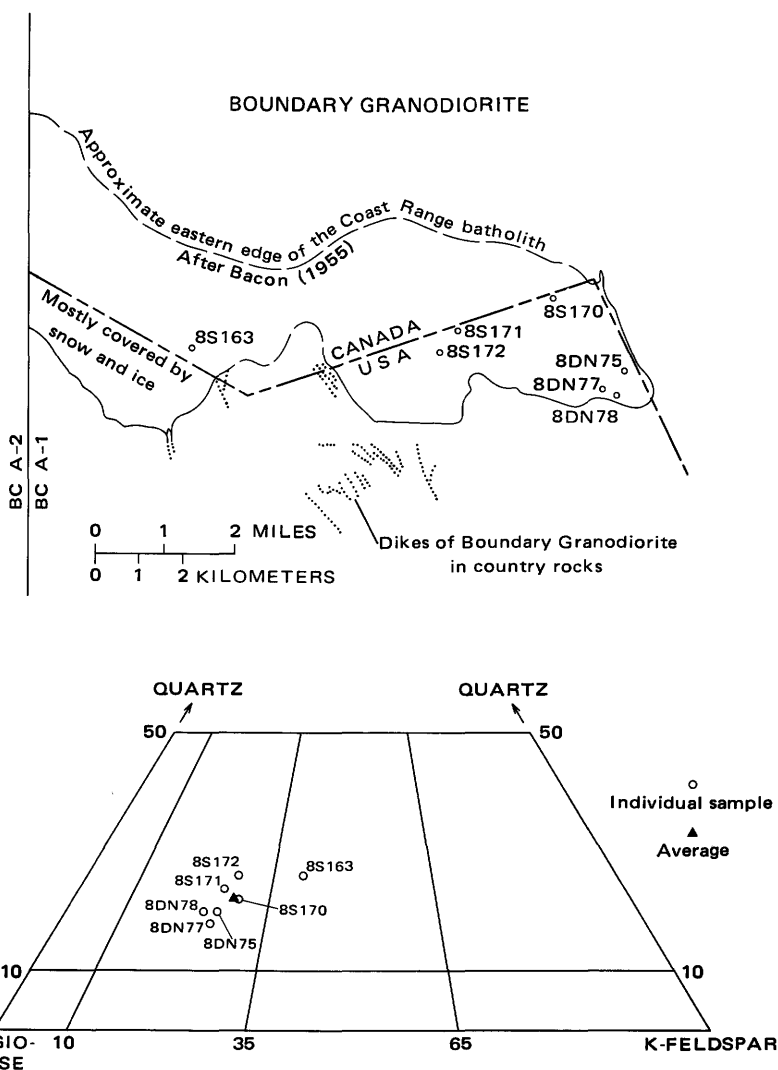 BOUNDARY GRANODIORITE
Approximate eastern edge of the Coast Range batholith
After Bacon (1955)
Mostly covered by
snow and ice
8S163
CANADA
USA
8S170
8S171
8S172
8DN75
8DN77
8DN78
BC A-2
BC A-1
0 1 2 MILES
0 1 2 KILOMETERS
Dikes of Boundary Granodiorite
in country rocks
QUARTZ
QUARTZ
50
50
Individual sample
Average
8S172
8S163
8S171
8DN78
8S170
8DN77
8DN75
10
10
GIO-
SE
10
35
65
K-FELDSPAR